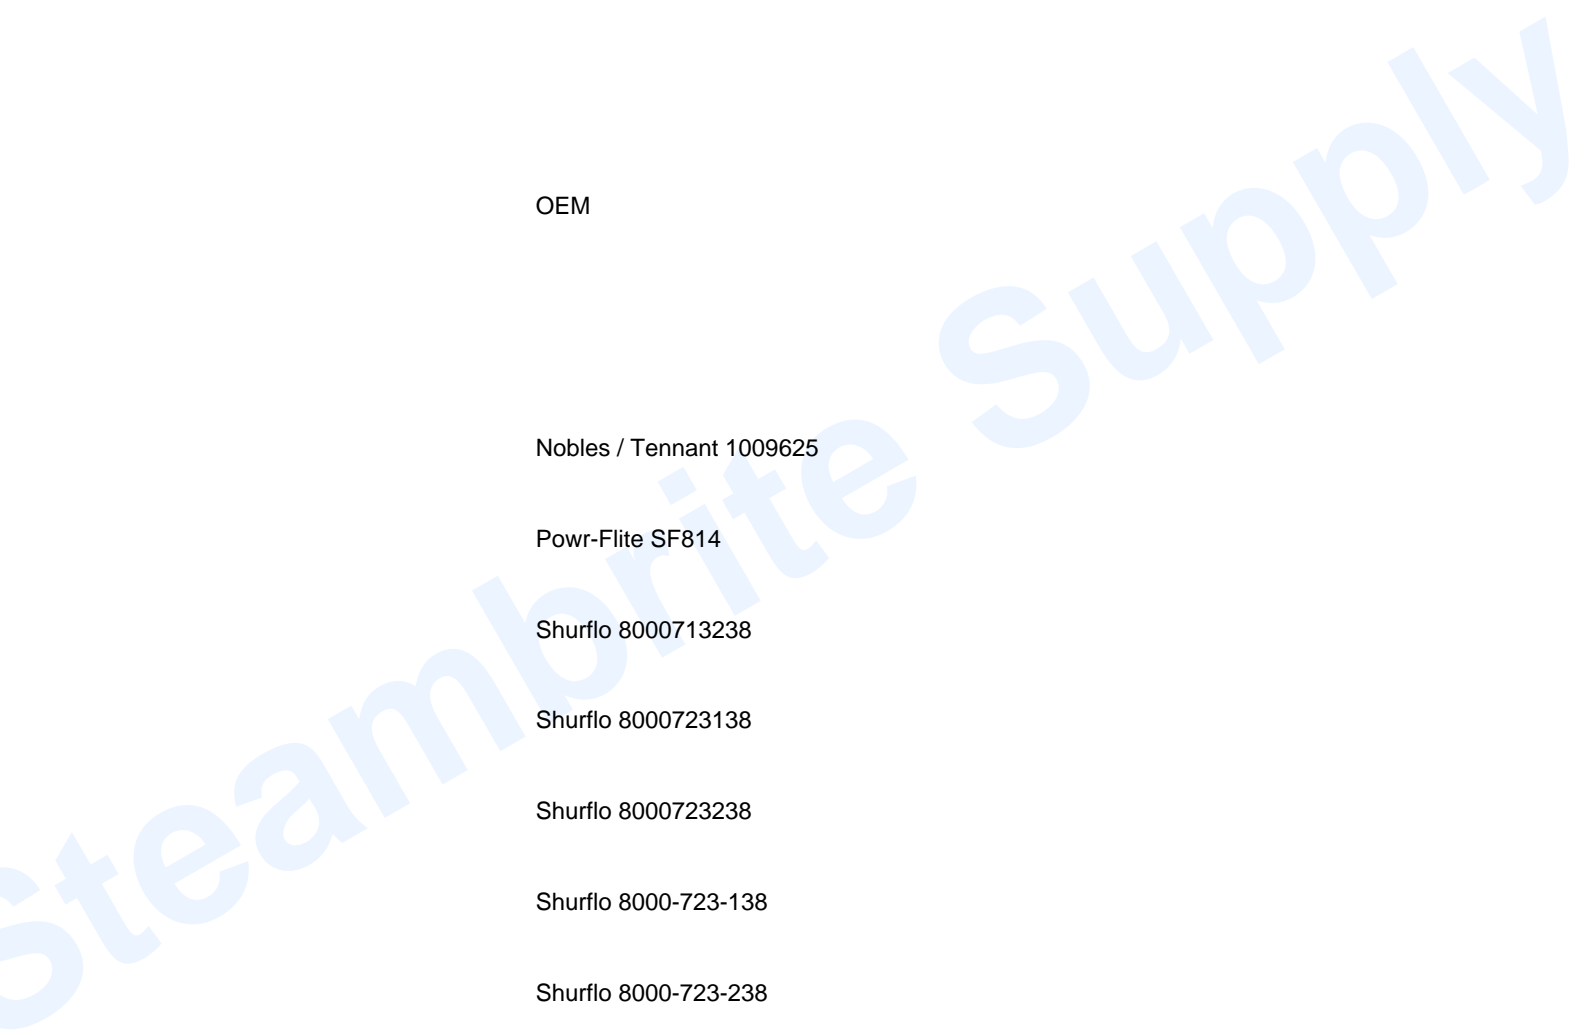 OEM
Nobles / Tennant 1009625
Powr-Flite SF814
Shurflo 8000713238
Shurflo 8000723138
Shurflo 8000723238
Shurflo 8000-723-138
Shurflo 8000-723-238
Steambrite Supply